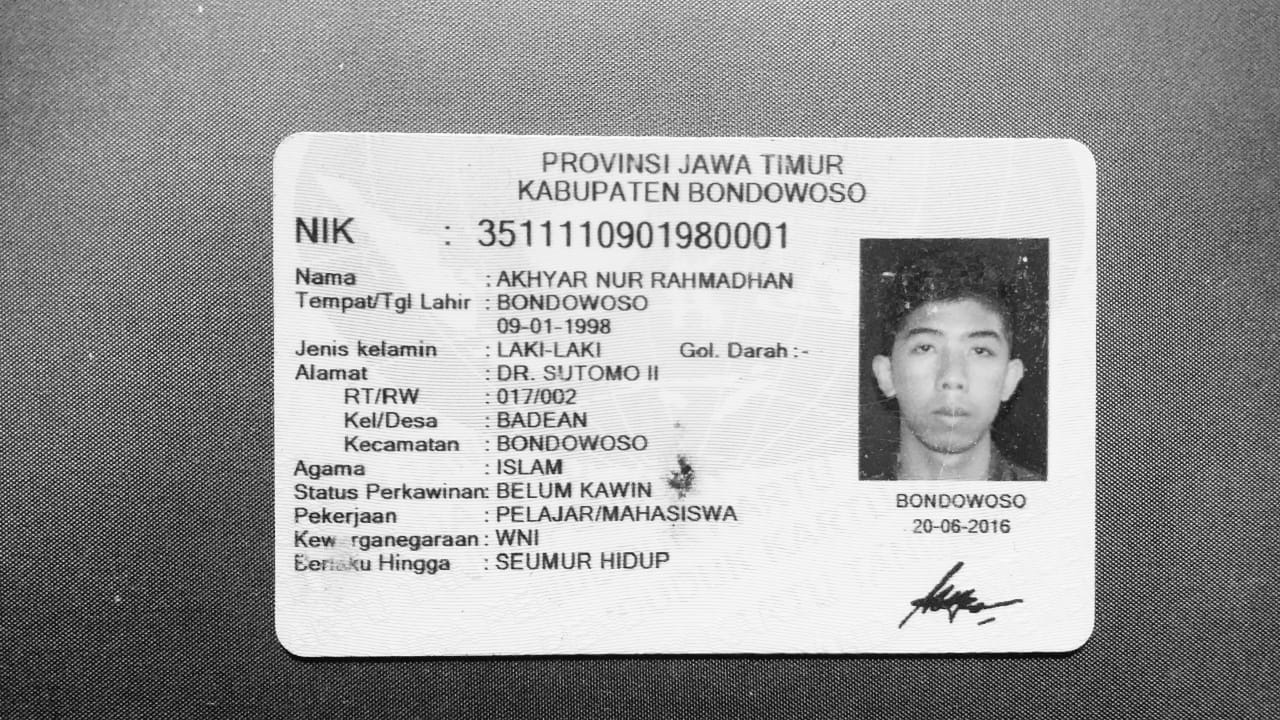 PROVINSI JAWA TIMUR
KABUPATEN BONDOWOSO
NIK : 3511110901980001
Nama : AKHYAR NUR RAHMADHAN
Tempat/Tgl Lahir : BONDOWOSO
09-01-1998
Jenis kelamin : LAKI-LAKI Gol. Darah :-
Alamat : DR. SUTOMO II
RT/RW : 017/002
Kel/Desa : BADEAN
Kecamatan : BONDOWOSO
Agama : ISLAM
Status Perkawinan: BELUM KAWIN
Pekerjaan : PELAJAR/MAHASISWA
Kewarganegaraan : WNI
Berlaku Hingga : SEUMUR HIDUP
BONDOWOSO
20-06-2016